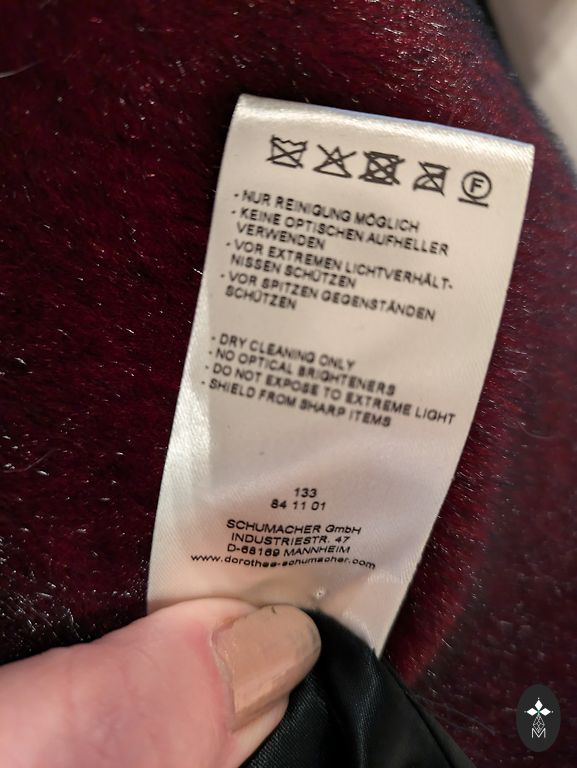 F
- NUR REINIGUNG MÖGLICH
- KEINE OPTISCHEN AUFHELLER
VERWENDEN
- VOR EXTREMEN LICHTVERHÄLT-
NISSEN SCHÜTZEN
- VOR SPITZEN GEGENSTÄNDEN
SCHÜTZEN
- DRY CLEANING ONLY
- NO OPTICAL BRIGHTENERS
- DO NOT EXPOSE TO EXTREME LIGHT
- SHIELD FROM SHARP ITEMS
133
84 11 01
SCHUMACHER GmbH
INDUSTRIESTR. 47
D-68169 MANNHEIM
www.dorothee-schumacher.com
M